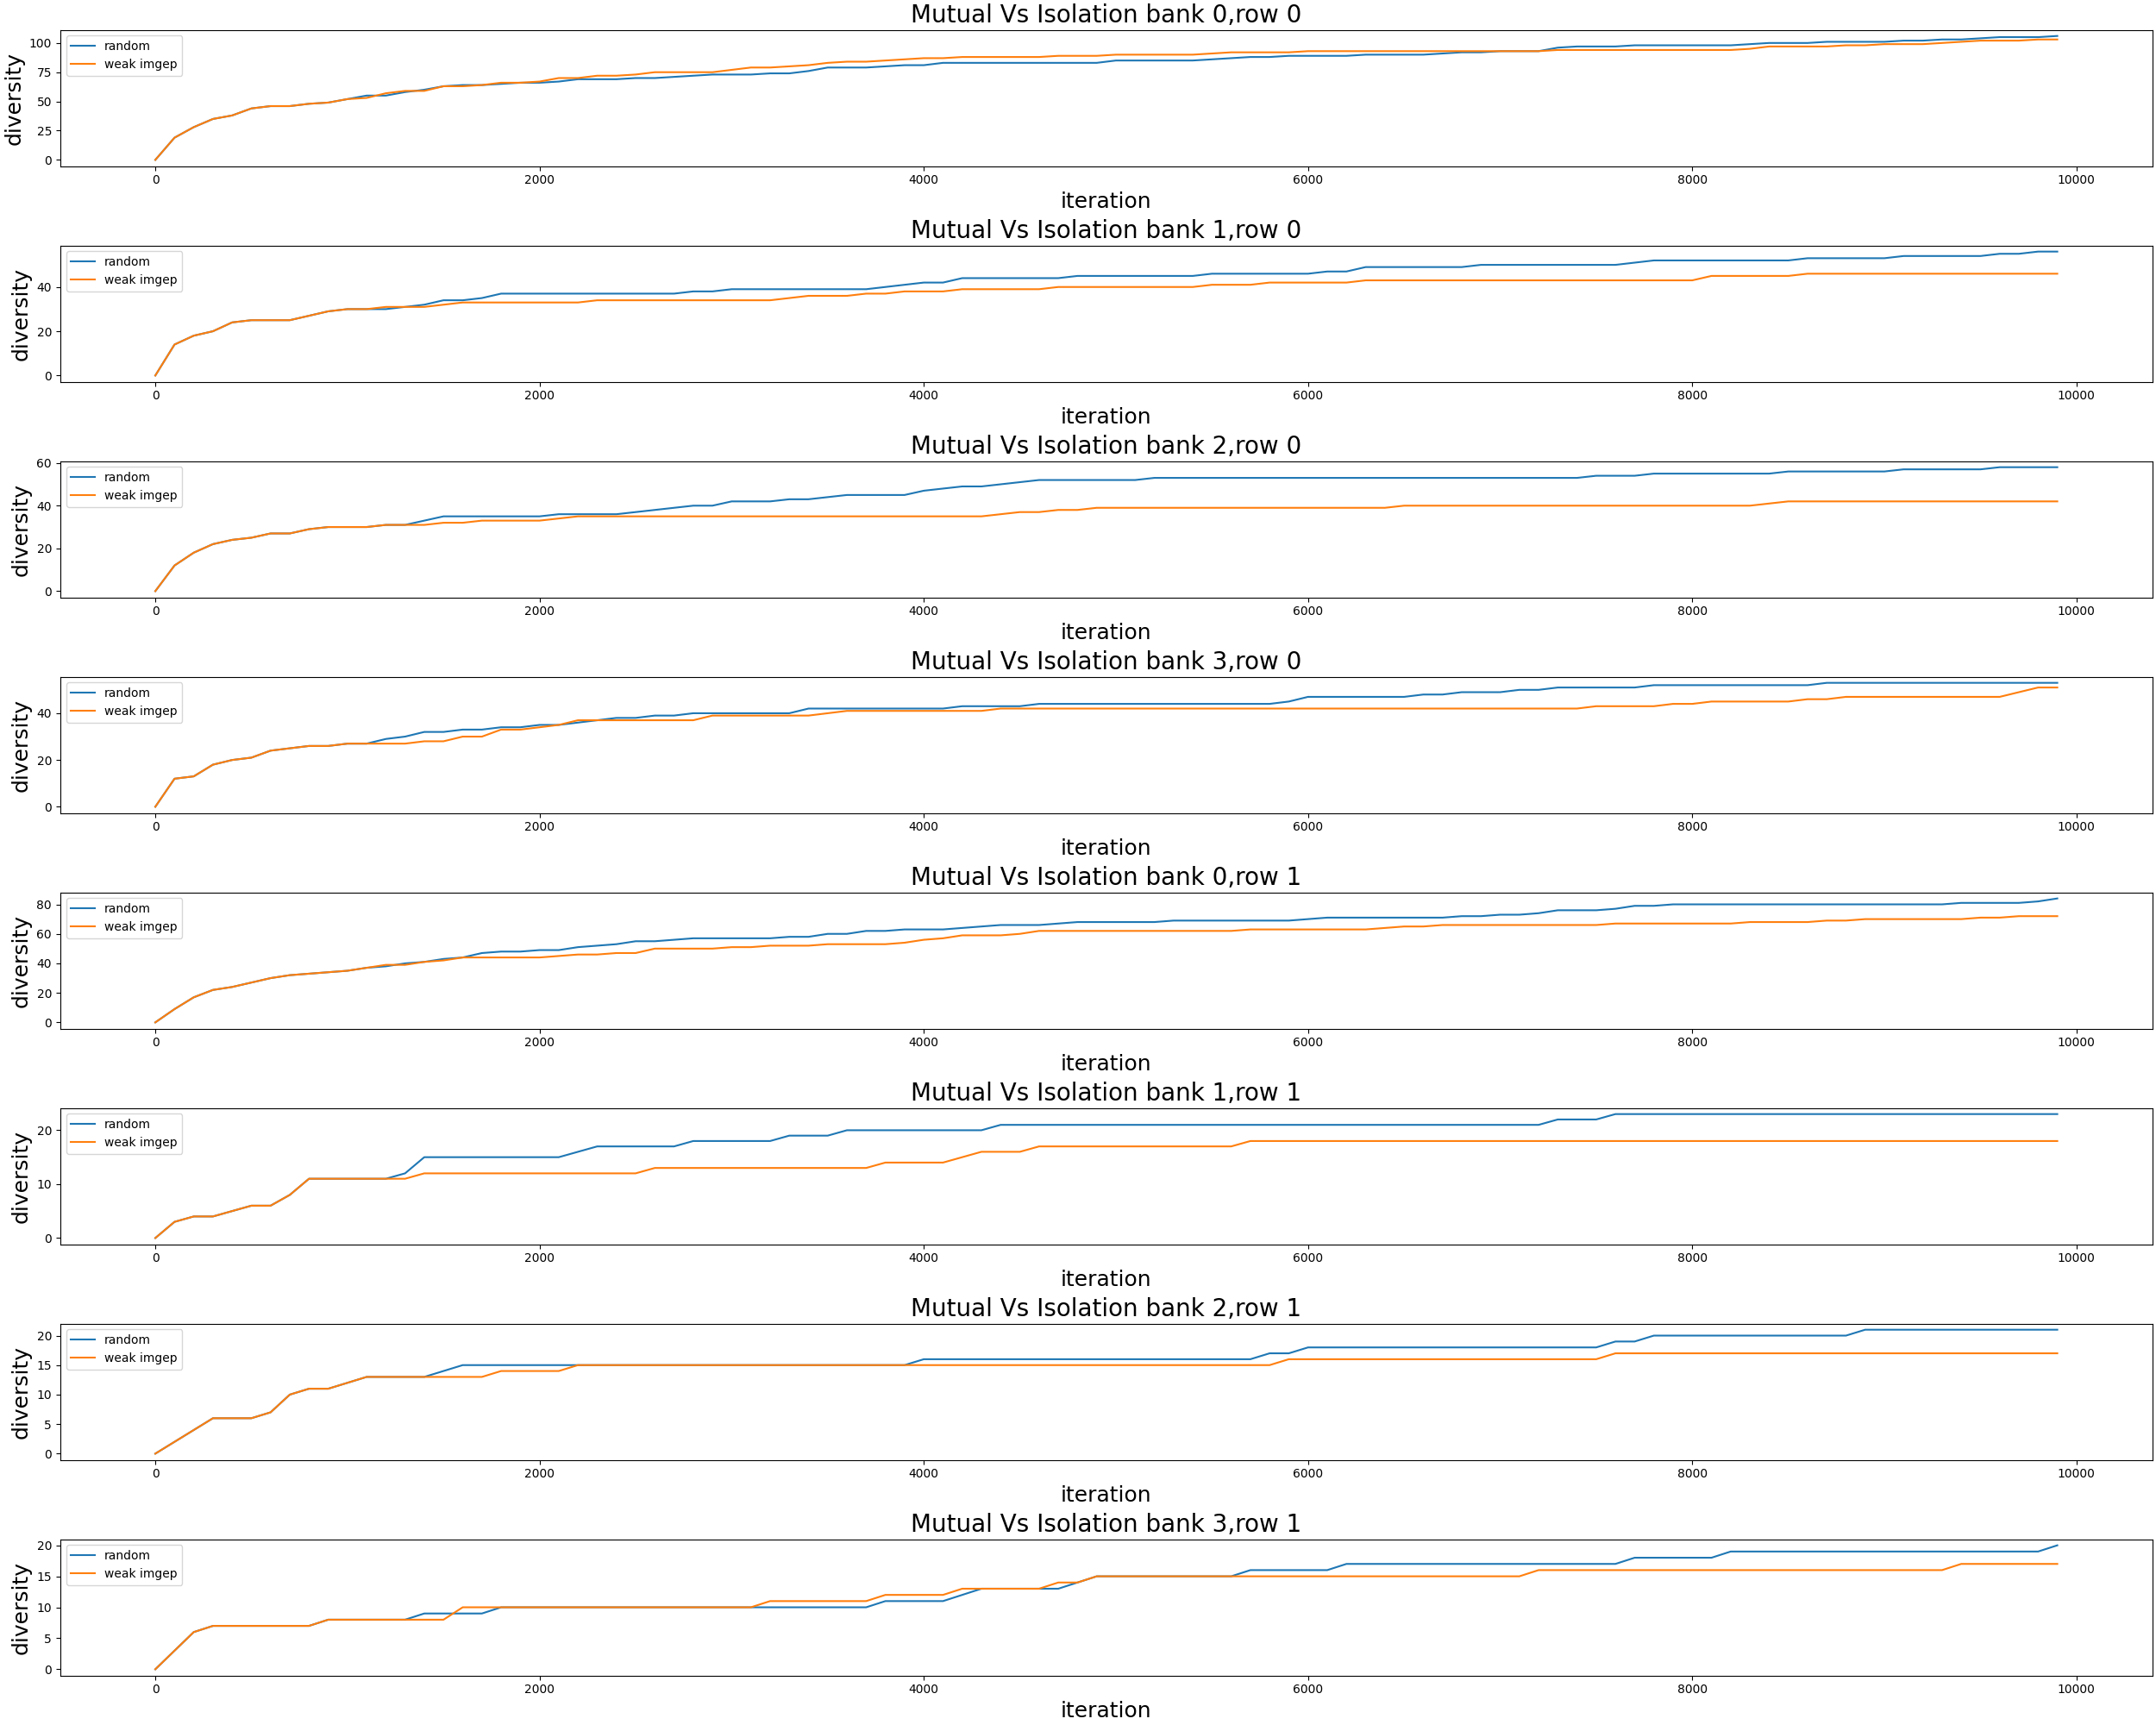 Mutual Vs Isolation bank 0,row 0
random
weak imgep
diversity
100
75
50
25
0
0 2000 4000 6000 8000 10000
iteration
Mutual Vs Isolation bank 1,row 0
random
weak imgep
diversity
40
20
0
0 2000 4000 6000 8000 10000
iteration
Mutual Vs Isolation bank 2,row 0
random
weak imgep
diversity
60
40
20
0
0 2000 4000 6000 8000 10000
iteration
Mutual Vs Isolation bank 3,row 0
random
weak imgep
diversity
40
20
0
0 2000 4000 6000 8000 10000
iteration
Mutual Vs Isolation bank 0,row 1
random
weak imgep
diversity
80
60
40
20
0
0 2000 4000 6000 8000 10000
iteration
Mutual Vs Isolation bank 1,row 1
random
weak imgep
diversity
20
10
0
0 2000 4000 6000 8000 10000
iteration
Mutual Vs Isolation bank 2,row 1
random
weak imgep
diversity
20
15
10
5
0
0 2000 4000 6000 8000 10000
iteration
Mutual Vs Isolation bank 3,row 1
random
weak imgep
diversity
20
15
10
5
0
0 2000 4000 6000 8000 10000
iteration